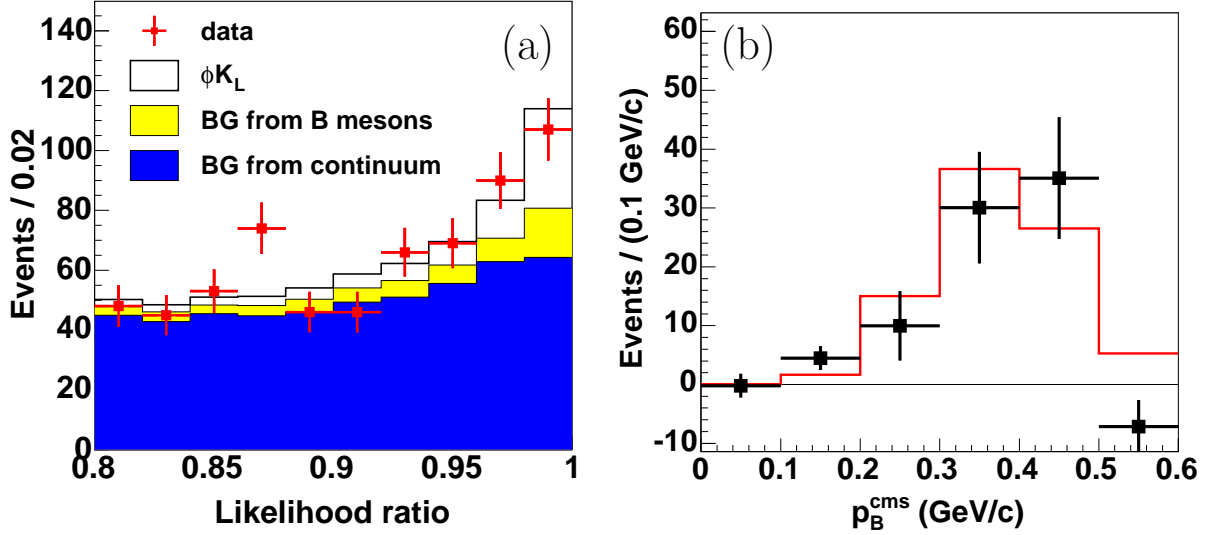 (a)
data
ϕK_L
BG from B mesons
BG from continuum
Events / 0.02
140
120
100
80
60
40
20
0
0.8 0.85 0.9 0.95 1
Likelihood ratio
(b)
Events / (0.1 GeV/c)
60
50
40
30
20
10
0
-10
0 0.1 0.2 0.3 0.4 0.5 0.6
p_B^cms (GeV/c)